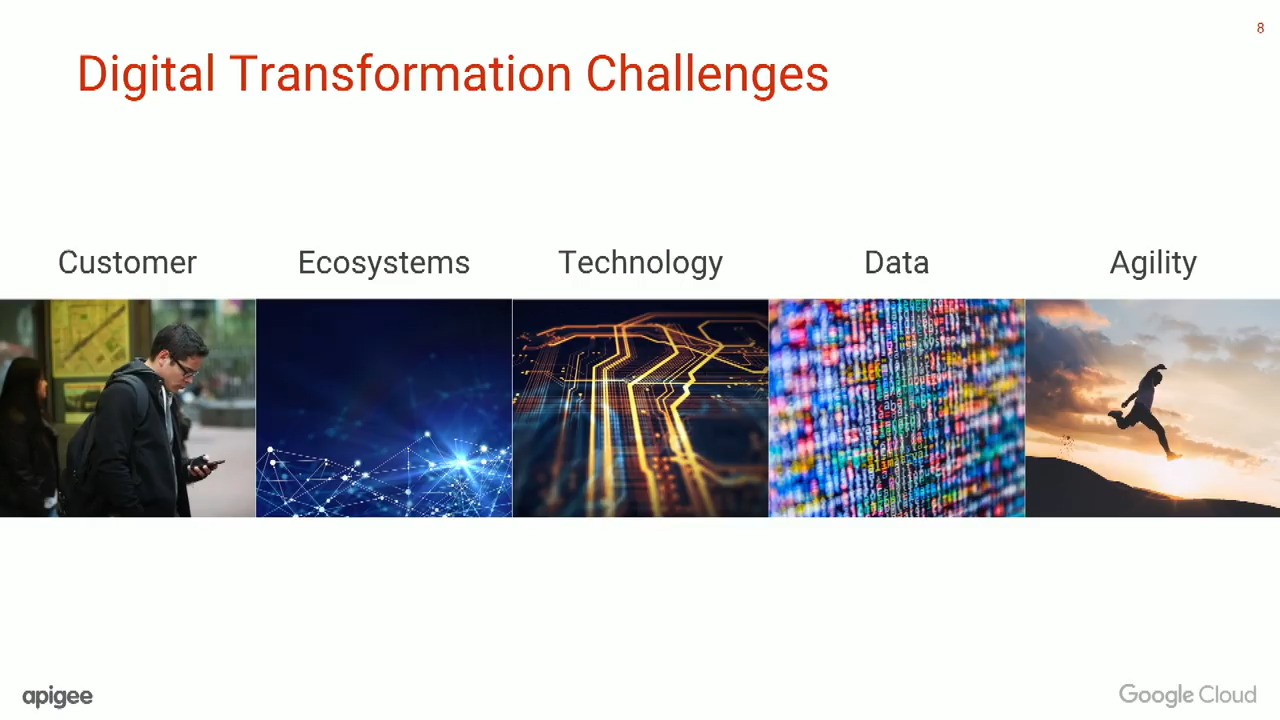 8
Digital Transformation Challenges
Customer Ecosystems Technology Data Agility
apigee Google Cloud